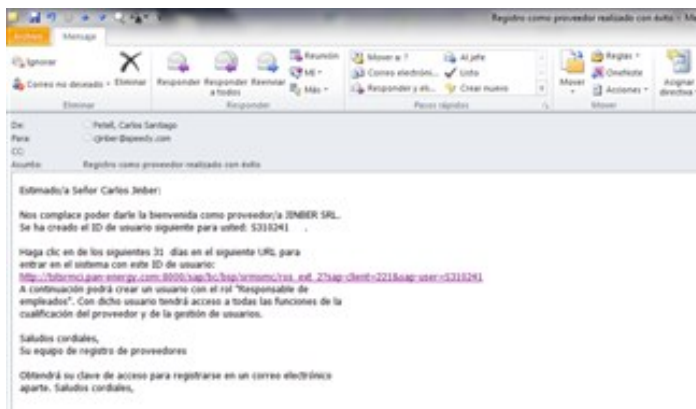 Registro como proveedor realizado con éxito - Me
Archivo Mensaje
Ignorar
Correo no deseado
Eliminar
Responder Responder a todos Reenviar
Reunión
MI
Más
Mover a: ?
Correo electróni...
Responder y eli...
Al jefe
Listo
Crear nuevo
Mover
Reglas
OneNote
Acciones
Asignar directiva
Eliminar Responder Pasos rápidos Mover
De: Petell, Carlos Santiago
Para:
CC:
Asunto: Registro como proveedor realizado con éxito
Estimado/a Señor Carlos Jinber:
Nos complace poder darle la bienvenida como proveedor/a JINBER SRL.
Se ha creado el ID de usuario siguiente para usted: S310241 .
Haga clic en de los siguientes 31 días en el siguiente URL para
entrar en el sistema con este ID de usuario:
A continuación podrá crear un usuario con el rol "Responsable de
empleados". Con dicho usuario tendrá acceso a todas las funciones de la
cualificación del proveedor y de la gestión de usuarios.
Saludos cordiales,
Su equipo de registro de proveedores
Obtendrá su clave de acceso para registrarse en un correo electrónico
aparte. Saludos cordiales,